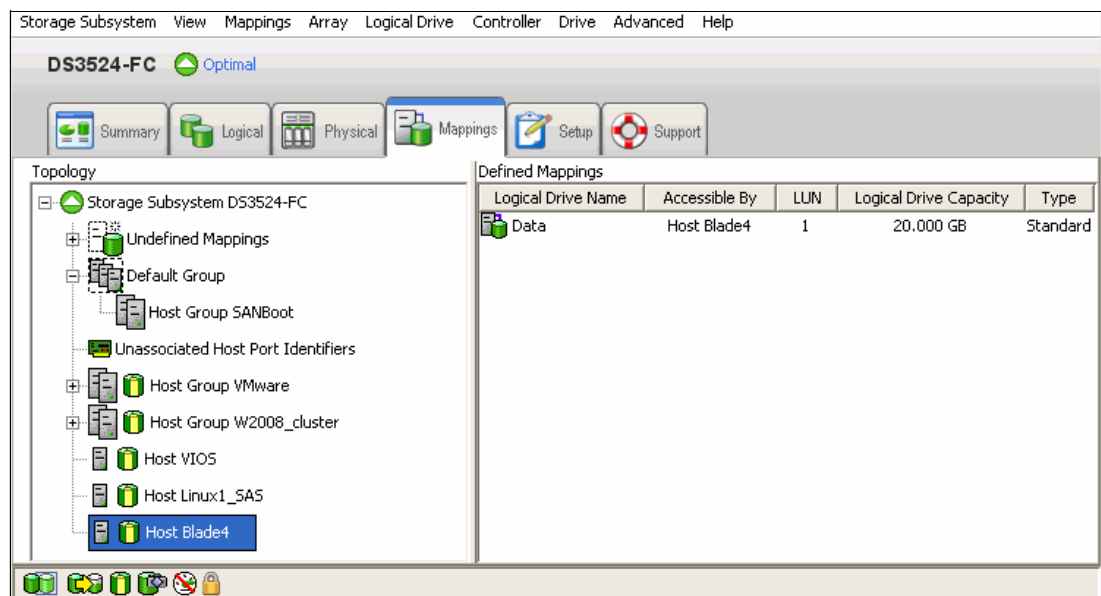 Storage Subsystem View Mappings Array Logical Drive Controller Drive Advanced Help
DS3524-FC Optimal
Summary Logical Physical Mappings Setup Support
Topology
Storage Subsystem DS3524-FC
Undefined Mappings
Default Group
Host Group SANBoot
Unassociated Host Port Identifiers
Host Group VMware
Host Group W2008_cluster
Host VIOS
Host Linux1_SAS
Host Blade4
Defined Mappings
Logical Drive Name Accessible By LUN Logical Drive Capacity Type
Data Host Blade4 1 20.000 GB Standard